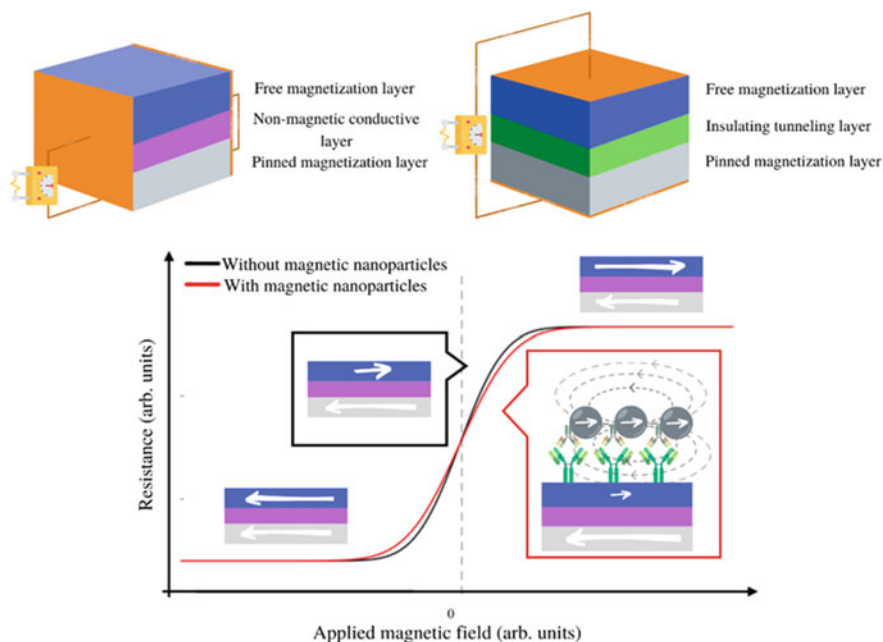 Free magnetization layer
Non-magnetic conductive
layer
Pinned magnetization layer
Free magnetization layer
Insulating tunneling layer
Pinned magnetization layer
Without magnetic nanoparticles
With magnetic nanoparticles
Resistance (arb. units)
0
Applied magnetic field (arb. units)